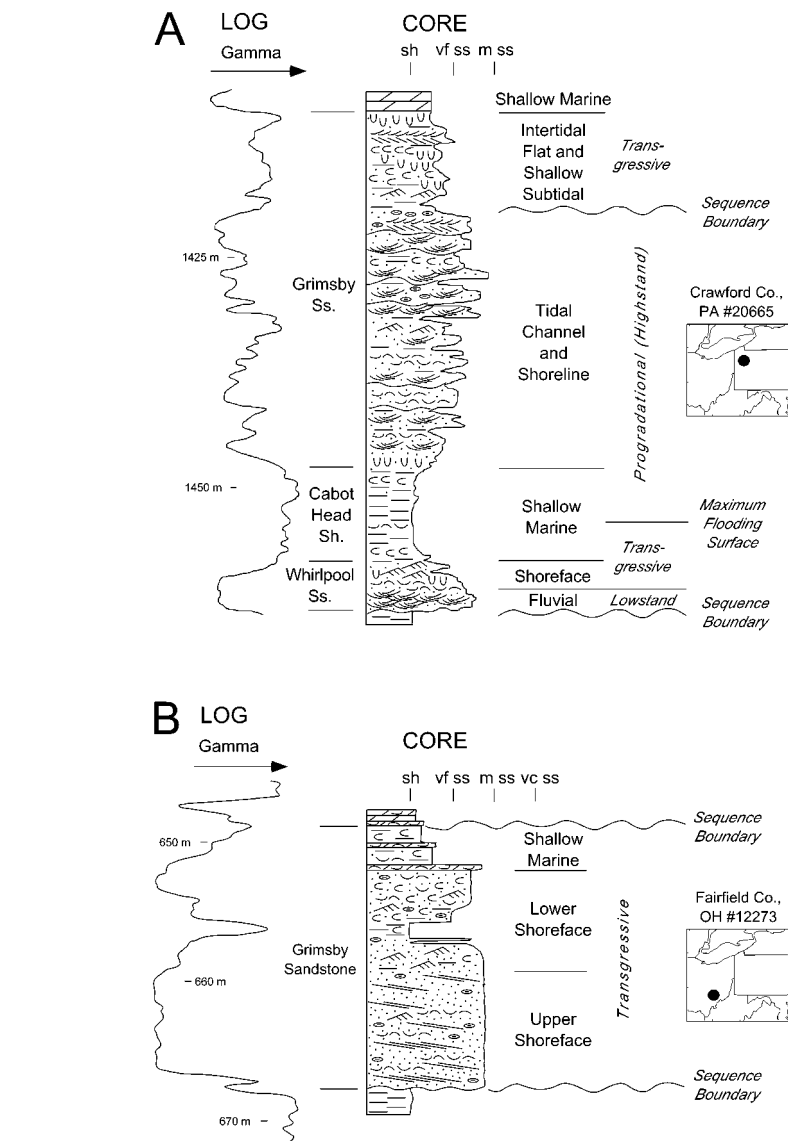 A
LOG
CORE
Gamma
sh vf ss m ss
Shallow Marine
Intertidal
Flat and
Shallow
Subtidal
Trans-
gressive
Sequence
Boundary
1425 m
Grimsby
Ss.
Tidal
Channel
and
Shoreline
Progradational (Highstand)
Crawford Co.,
PA #20665
1450 m
Cabot
Head
Sh.
Shallow
Marine
Maximum
Flooding
Surface
Trans-
gressive
Whirlpool
Ss.
Shoreface
Fluvial
Lowstand
Sequence
Boundary
B
LOG
Gamma
CORE
sh vf ss m ss vc ss
Sequence
Boundary
650 m
Shallow
Marine
Lower
Shoreface
Transgressive
Fairfield Co.,
OH #12273
Grimsby
Sandstone
660 m
Upper
Shoreface
Sequence
Boundary
670 m